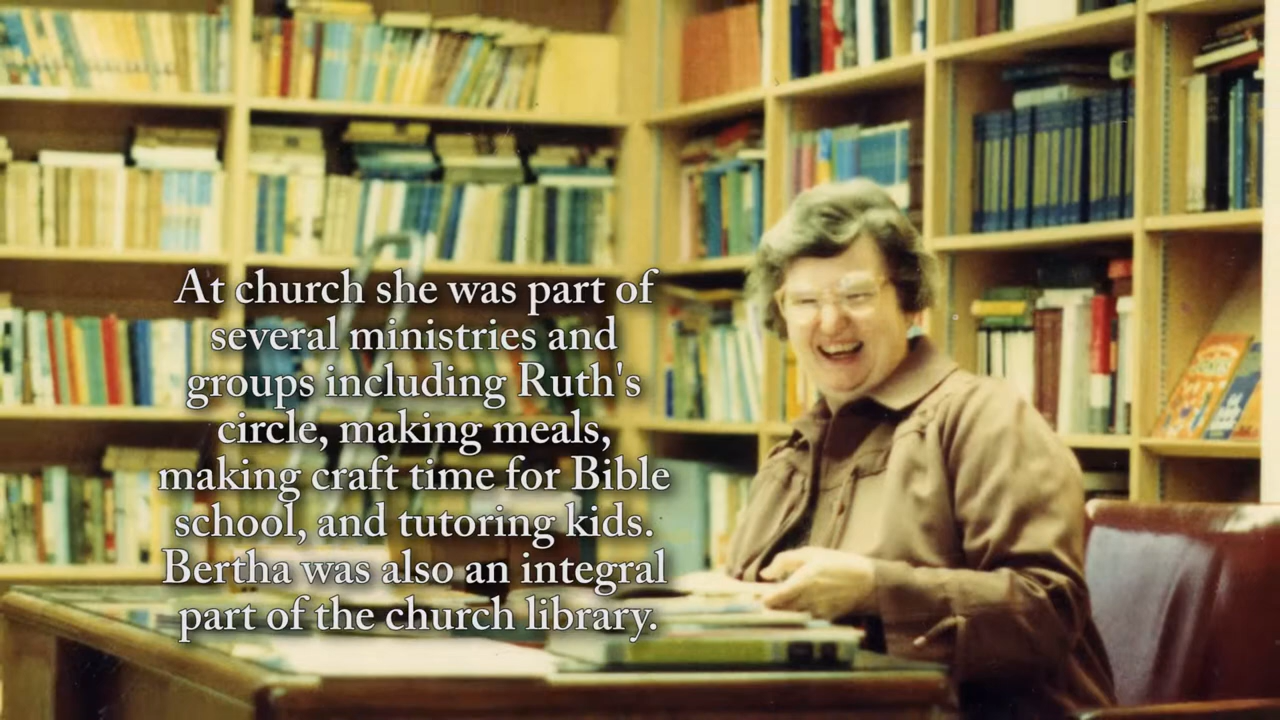 At church she was part of
several ministries and
groups including Ruth's
circle, making meals,
making craft time for Bible
school, and tutoring kids.
Bertha was also an integral
part of the church library.